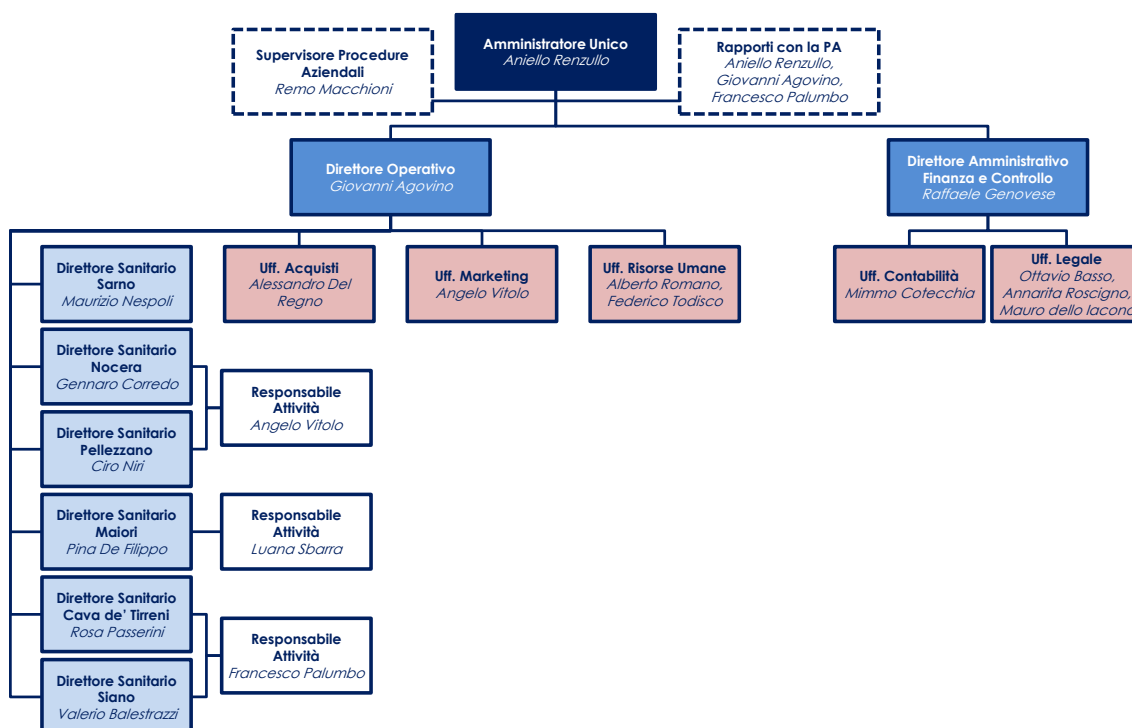 Amministratore Unico
Aniello Renzullo
Supervisore Procedure
Aziendali
Remo Macchioni
Rapporti con la PA
Aniello Renzullo,
Giovanni Agovino,
Francesco Palumbo
Direttore Operativo
Giovanni Agovino
Direttore Amministrativo
Finanza e Controllo
Raffaele Genovese
Direttore Sanitario
Sarno
Maurizio Nespoli
Uff. Acquisti
Alessandro Del
Regno
Uff. Marketing
Angelo Vitolo
Uff. Risorse Umane
Alberto Romano,
Federico Todisco
Uff. Contabilità
Mimmo Cotecchia
Uff. Legale
Ottavio Basso,
Annarita Roscigno,
Mauro dello Iacono
Direttore Sanitario
Nocera
Gennaro Corredo
Responsabile
Attività
Angelo Vitolo
Direttore Sanitario
Pellezzano
Ciro Niri
Direttore Sanitario
Maiori
Pina De Filippo
Responsabile
Attività
Luana Sbarra
Direttore Sanitario
Cava de’ Tirreni
Rosa Passerini
Responsabile
Attività
Francesco Palumbo
Direttore Sanitario
Siano
Valerio Balestrazzi